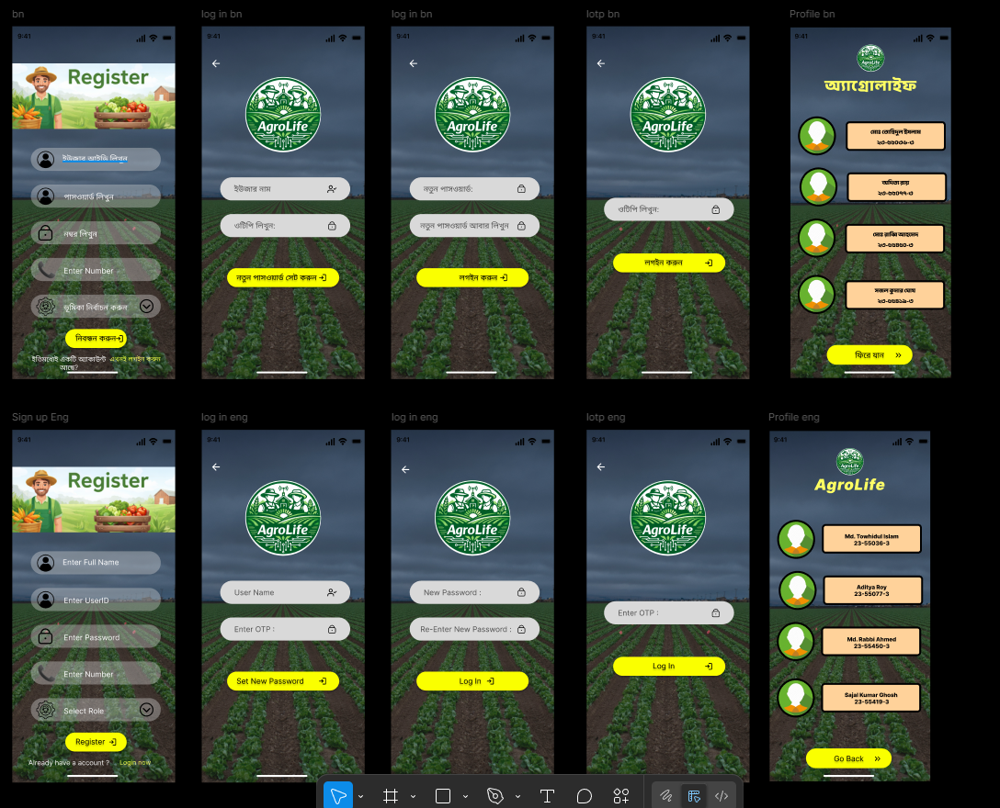 bn
log in bn
log in bn
lotp bn
Profile bn
9:41
Register
ইউজার আইডি লিখুন
পাসওয়ার্ড লিখুন
নম্বর লিখুন
Enter Number
ভূমিকা নির্বাচন করুন
নিবন্ধন করুন
ইতিমধ্যেই একটি অ্যাকাউন্ট আছে?
এখনই লগইন করুন
9:41
AgroLife
ইউজার নাম
ওটিপি লিখুন:
নতুন পাসওয়ার্ড সেট করুন
9:41
AgroLife
নতুন পাসওয়ার্ড:
নতুন পাসওয়ার্ড আবার লিখুন
লগইন করুন
9:41
AgroLife
ওটিপি লিখুন:
লগইন করুন
9:41
AgroLife
অ্যাগ্রোলাইফ
মোঃ তৌহিদুল ইসলাম
২৩-৫৫০৩৬-৩
অদিত্য রায়
২৩-৫৫০৭৭-৩
মোঃ রাব্বি আহমেদ
২৩-৫৫৪৫০-৩
সজল কুমার ঘোষ
২৩-৫৫৪১৯-৩
ফিরে যান
Sign up Eng
log in eng
log in eng
lotp eng
Profile eng
9:41
Register
Enter Full Name
Enter UserID
Enter Password
Enter Number
Select Role
Register
Already have a account ? Login now
9:41
AgroLife
User Name
Enter OTP :
Set New Password
9:41
AgroLife
New Password :
Re-Enter New Password :
Log In
9:41
AgroLife
Enter OTP :
Log In
9:41
AgroLife
AgroLife
Md. Towhidul Islam
23-55036-3
Aditya Roy
23-55077-3
Md. Rabbi Ahmed
23-55450-3
Sajal Kumar Ghosh
23-55419-3
Go Back